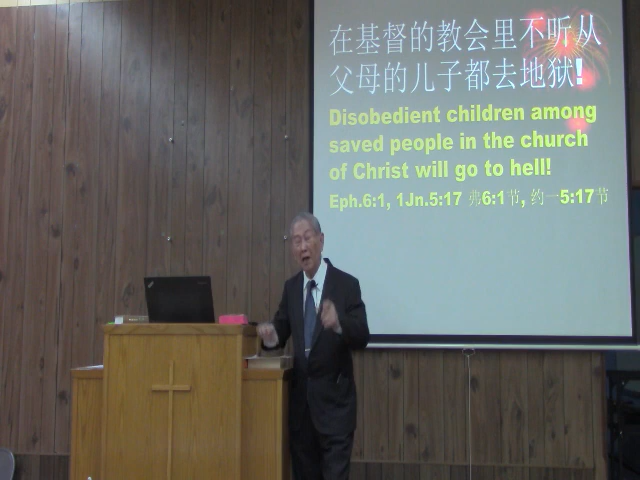 在基督的教会里不听从
父母的儿子都去地狱!
Disobedient children among
saved people in the church
of Christ will go to hell!
Eph.6:1, 1Jn.5:17 弗6:1节, 约一5:17节